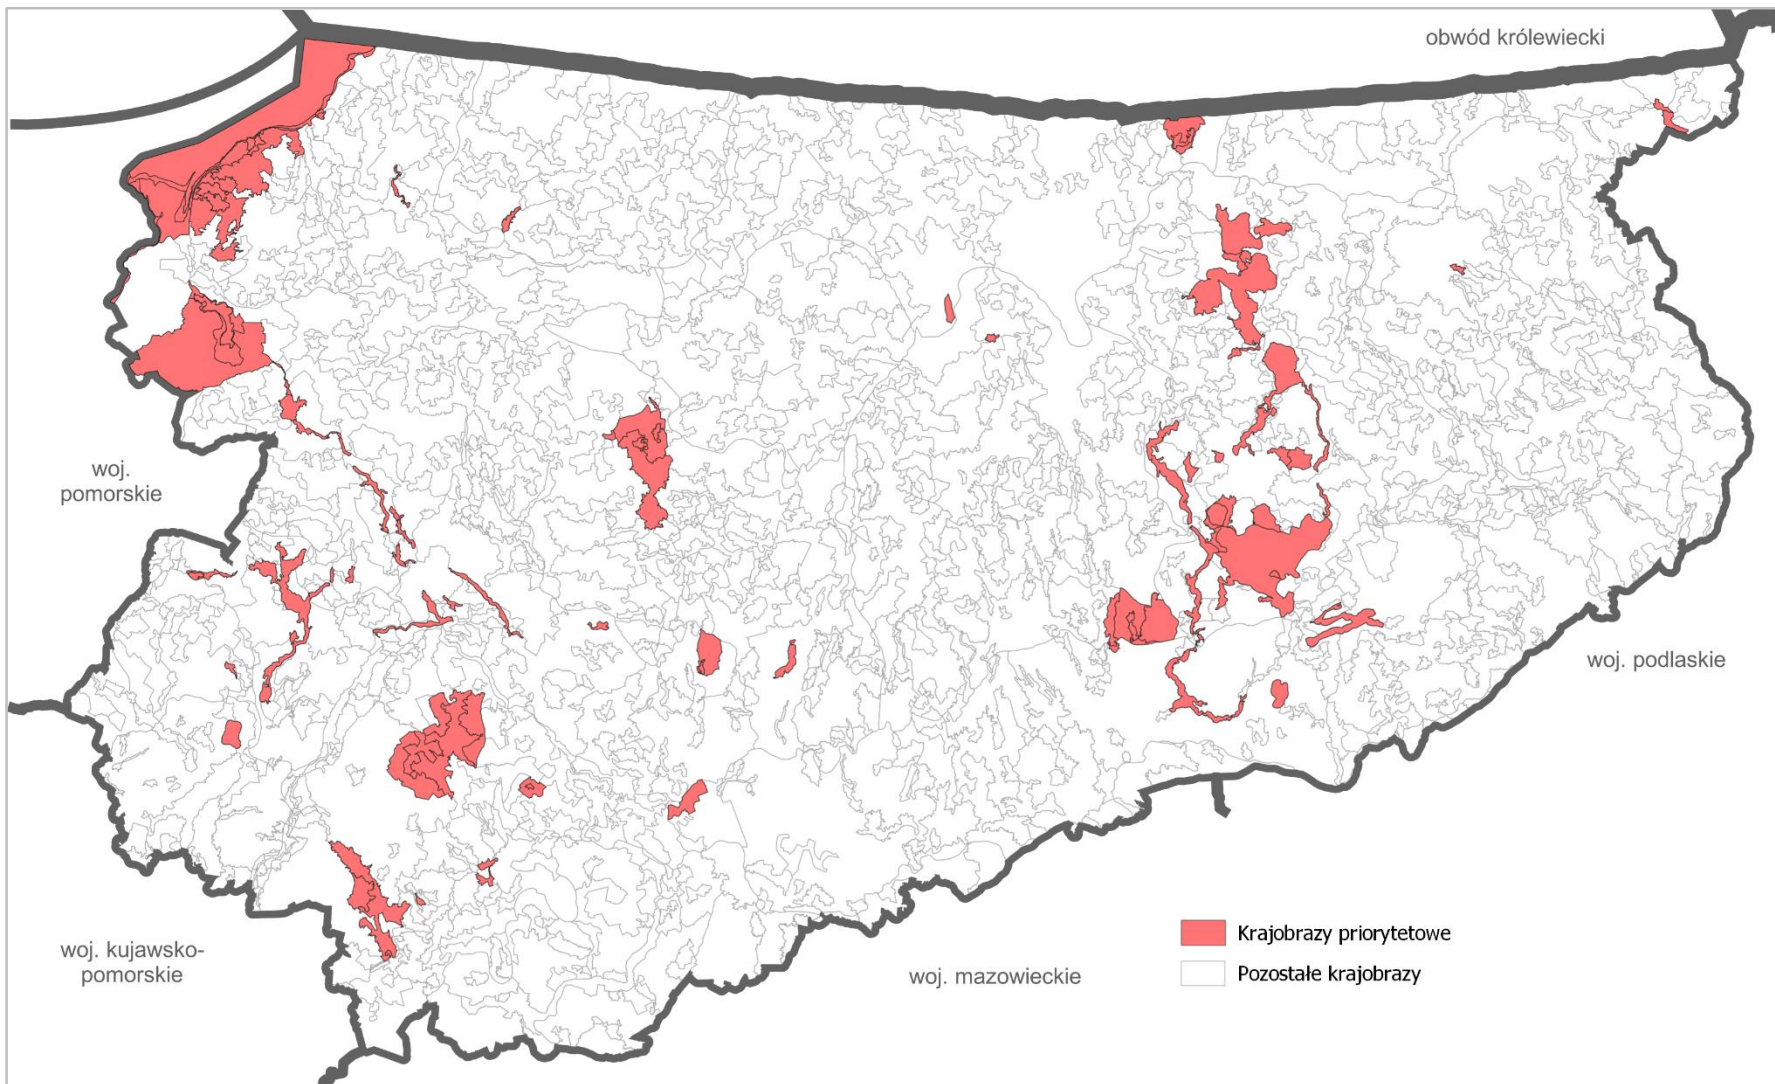 obwód królewiecki
woj.
pomorskie
woj. podlaskie
woj. kujawsko-
pomorskie
woj. mazowieckie
Krajobrazy priorytetowe
Pozostałe krajobrazy